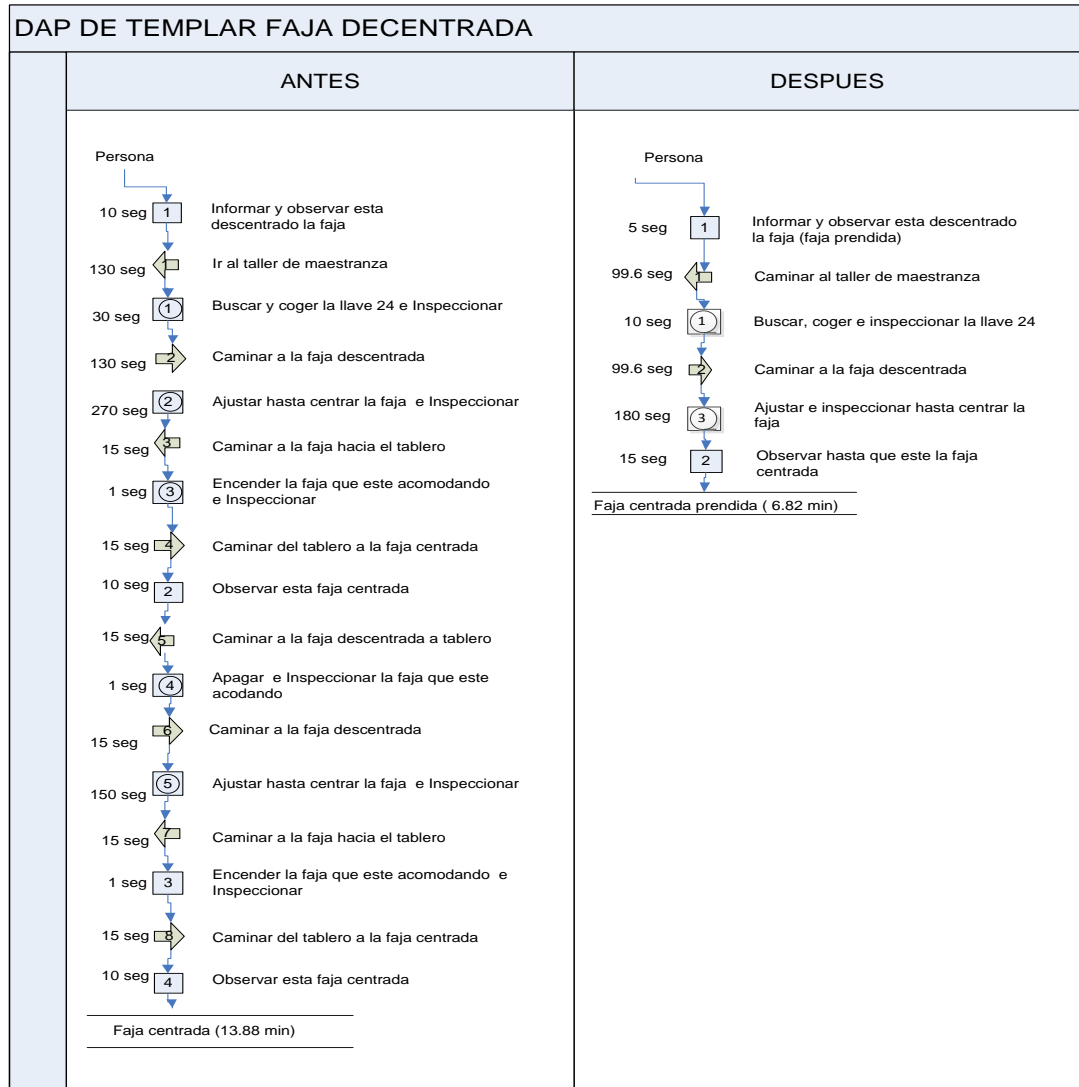 DAP DE TEMPLAR FAJA DECENTRADA
ANTES
Persona
10 seg 1 Informar y observar esta
descentrado la faja
130 seg 1 Ir al taller de maestranza
30 seg 1 Buscar y coger la llave 24 e Inspeccionar
130 seg 2 Caminar a la faja descentrada
270 seg 2 Ajustar hasta centrar la faja e Inspeccionar
15 seg 3 Caminar a la faja hacia el tablero
1 seg 3 Encender la faja que este acomodando
e Inspeccionar
15 seg 4 Caminar del tablero a la faja centrada
10 seg 2 Observar esta faja centrada
15 seg 5 Caminar a la faja descentrada a tablero
1 seg 4 Apagar e Inspeccionar la faja que este
acodando
15 seg 6 Caminar a la faja descentrada
150 seg 5 Ajustar hasta centrar la faja e Inspeccionar
15 seg 7 Caminar a la faja hacia el tablero
1 seg 3 Encender la faja que este acomodando e
Inspeccionar
15 seg 8 Caminar del tablero a la faja centrada
10 seg 4 Observar esta faja centrada
Faja centrada (13.88 min)
DESPUES
Persona
5 seg 1 Informar y observar esta descentrado
la faja (faja prendida)
99.6 seg 1 Caminar al taller de maestranza
10 seg 1 Buscar, coger e inspeccionar la llave 24
99.6 seg 2 Caminar a la faja descentrada
180 seg 3 Ajustar e inspeccionar hasta centrar la
faja
15 seg 2 Observar hasta que este la faja
centrada
Faja centrada prendida ( 6.82 min)